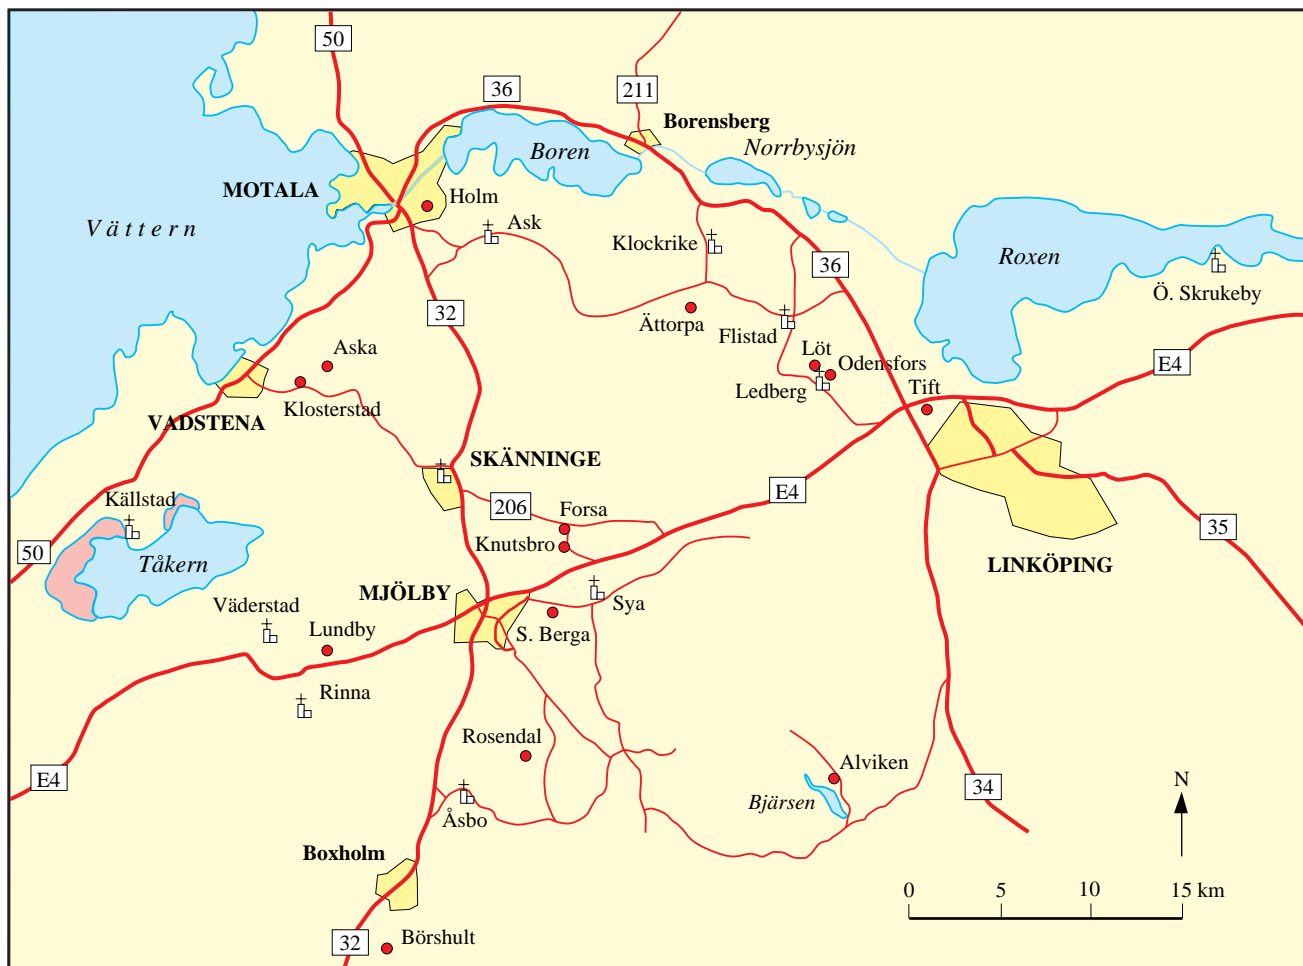 50
36
211
Borensberg
Norrbysjön
Boren
MOTALA
Holm
Ask
Vättern
Klockrike
36
Roxen
Ö. Skrukeby
32
Ättorpa
Flistad
Aska
Löt
Odensfors
E4
Klosterstad
Ledberg
Tift
VADSTENA
SKÄNNINGE
E4
Källstad
206
Forsa
35
50
Knutsbro
Tåkern
LINKÖPING
MJÖLBY
Väderstad
Sya
Lundby
S. Berga
Rinna
Rosendal
Alviken
E4
N
34
Bjärsen
Åsbo
Boxholm
0 5 10 15 km
32
Börshult